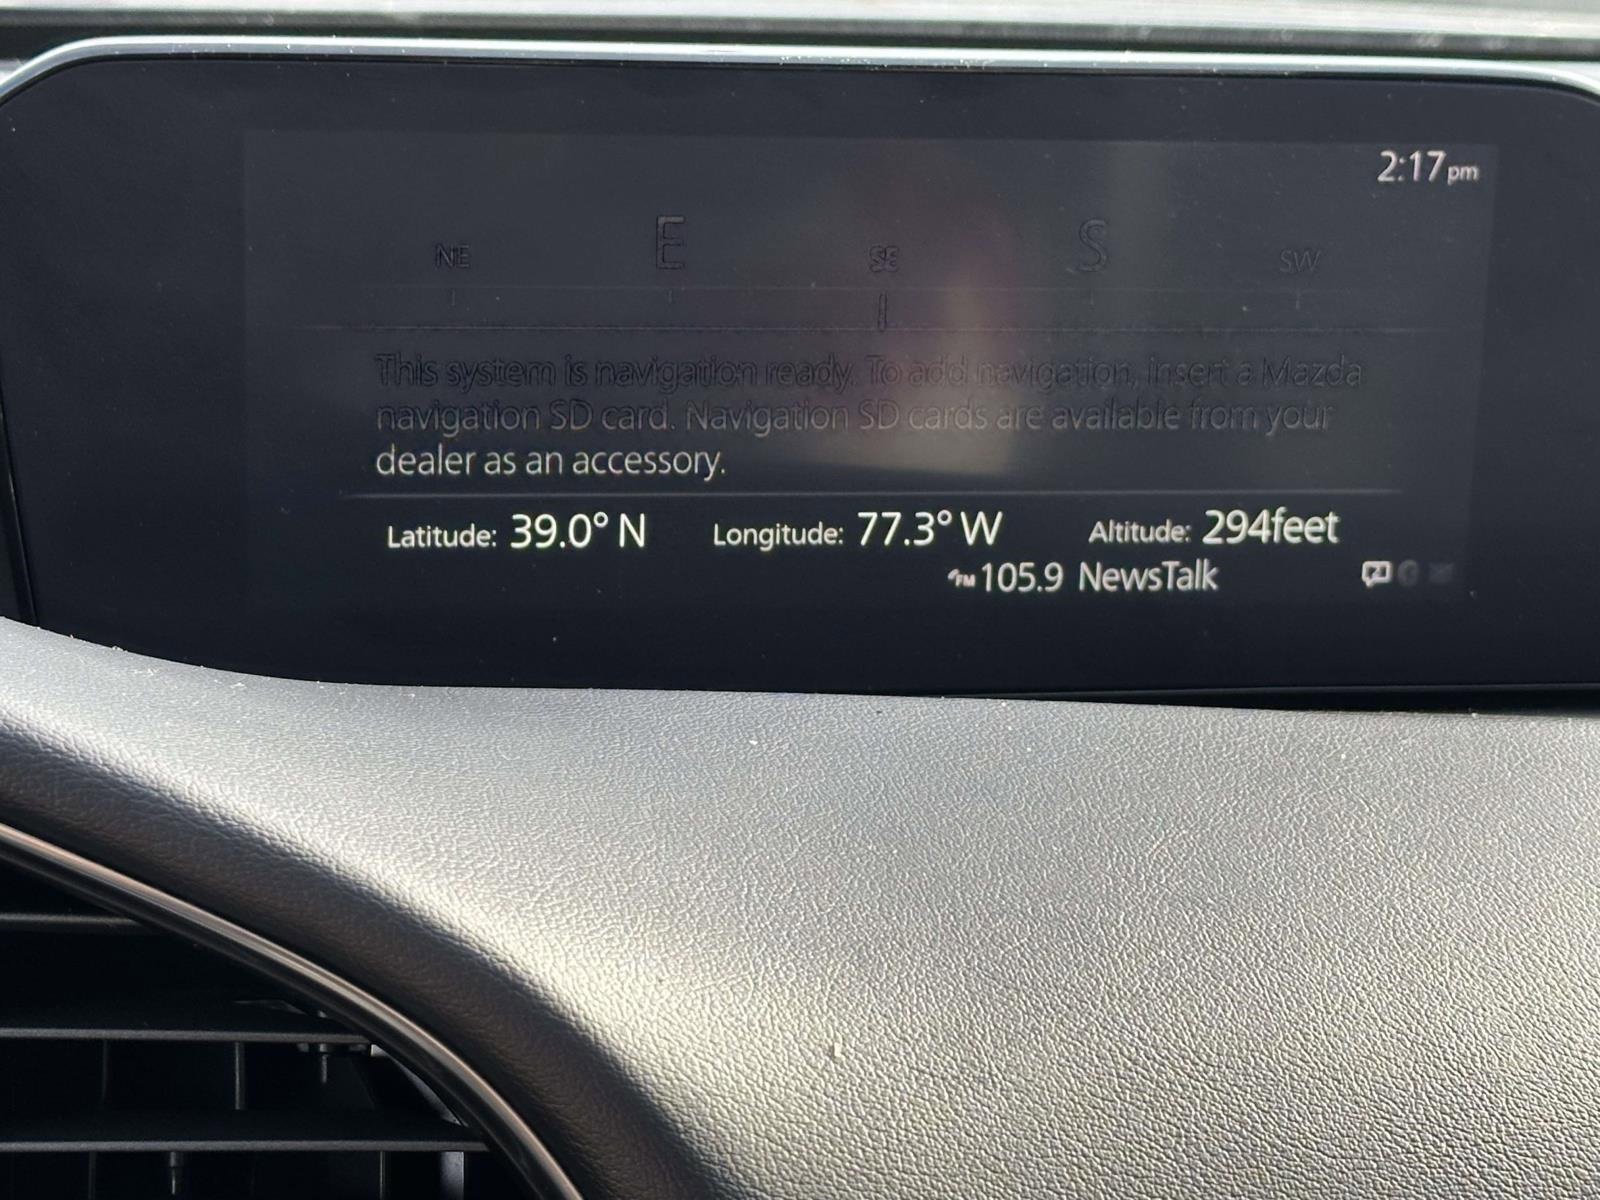 2:17pm
NE E SE S SW
This system is navigation ready. To add navigation, insert a Mazda
navigation SD card. Navigation SD cards are available from your
dealer as an accessory.
Latitude: 39.0° N Longitude: 77.3° W Altitude: 294feet
FM 105.9 NewsTalk